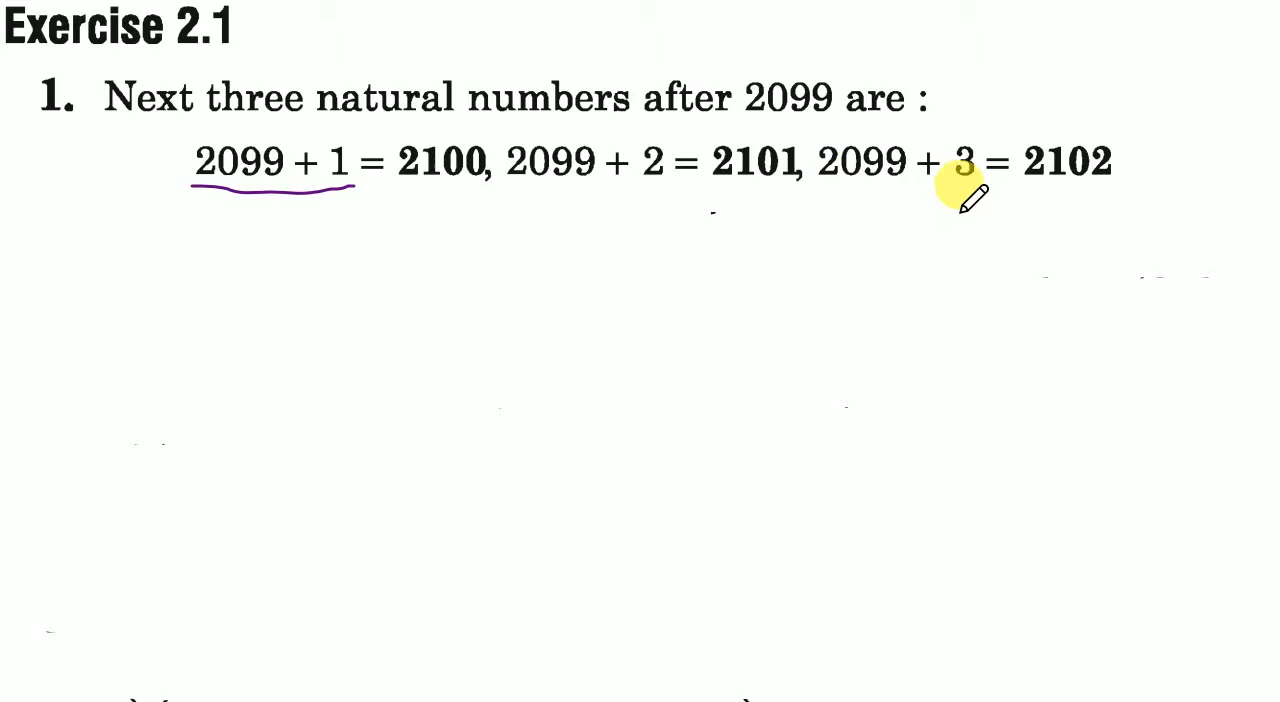 Exercise 2.1
1. Next three natural numbers after 2099 are :
2099 + 1 = 2100, 2099 + 2 = 2101, 2099 + 3 = 2102